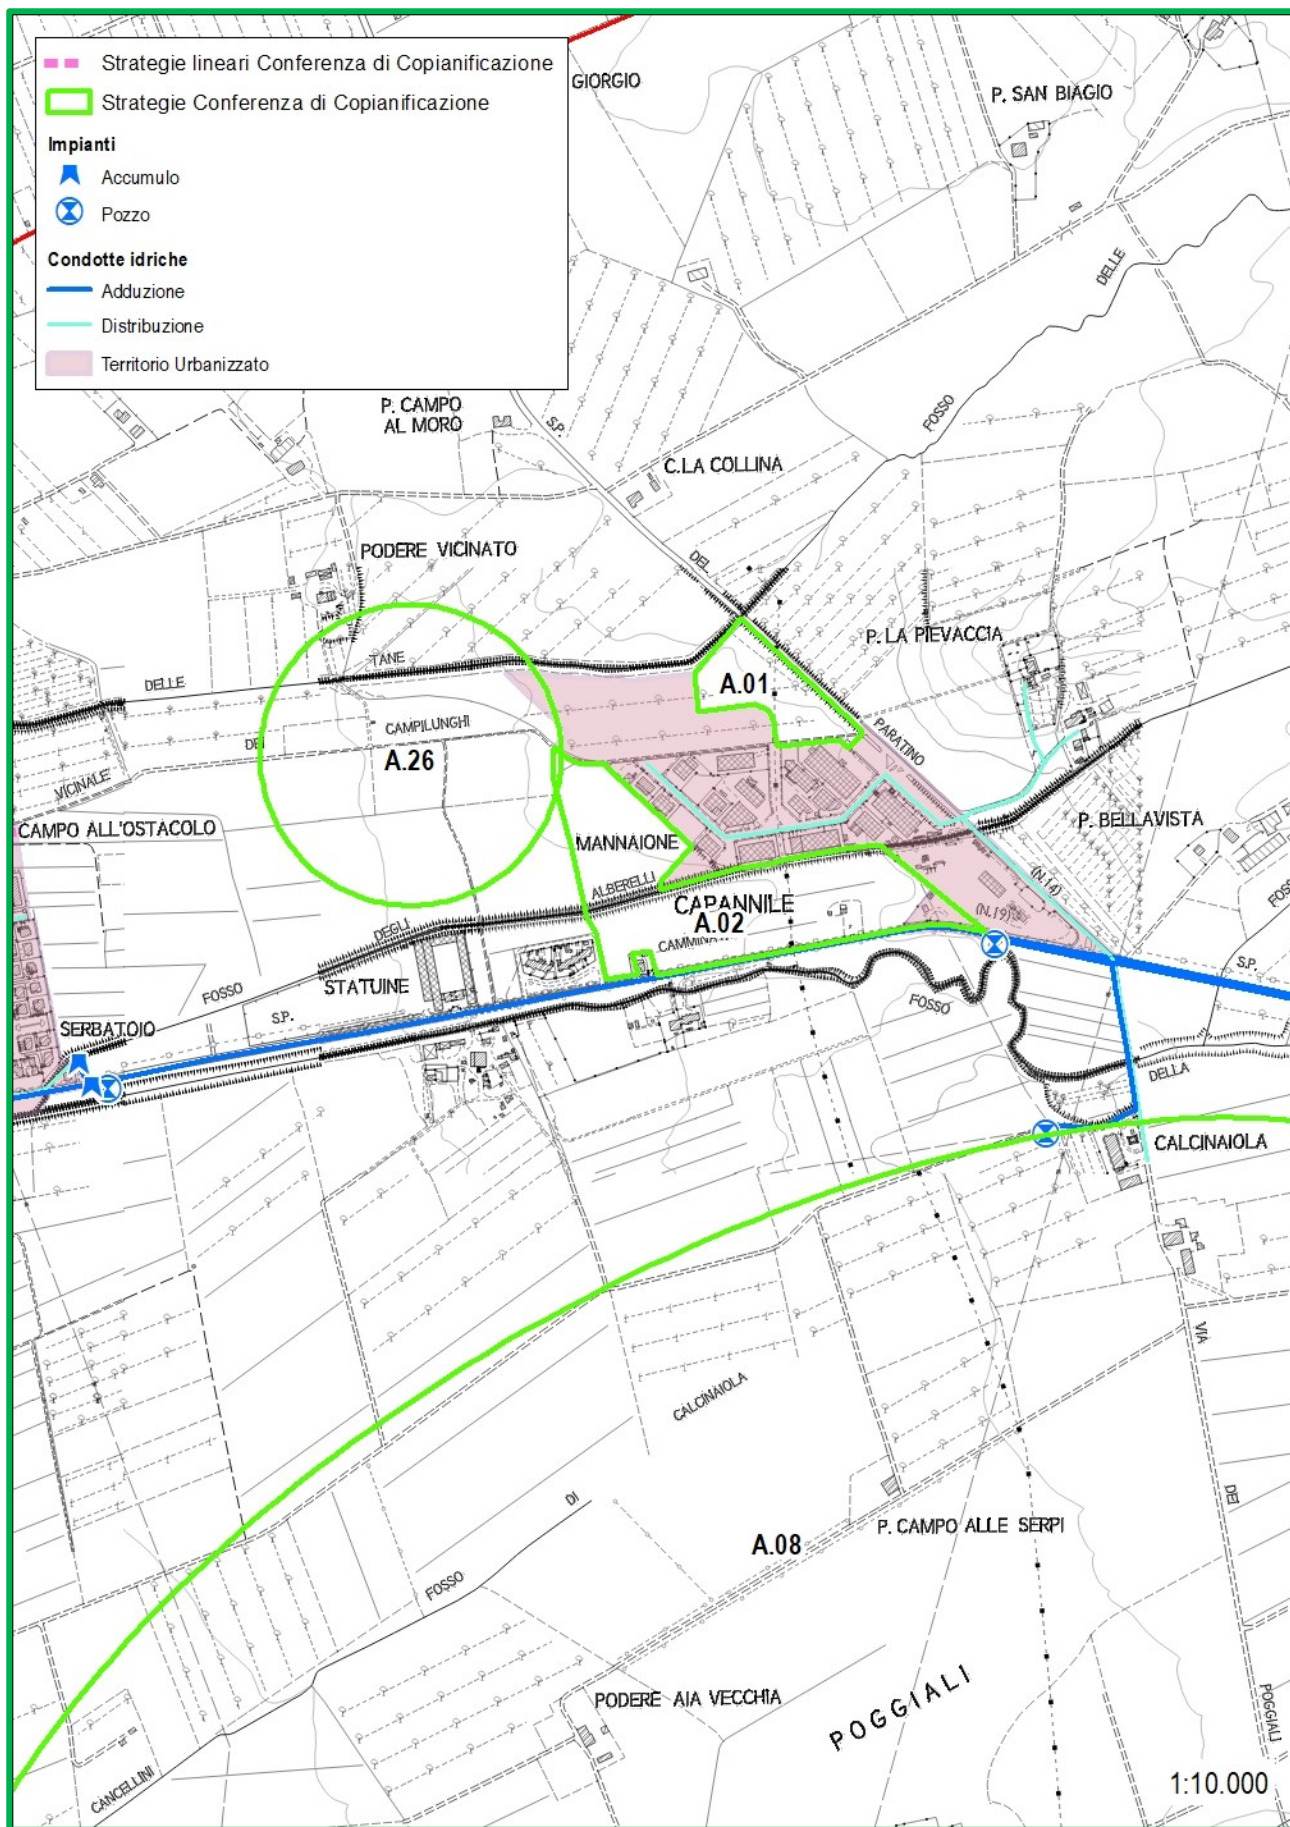 Strategie lineari Conferenza di Copianificazione
Strategie Conferenza di Copianificazione
Impianti
Accumulo
Pozzo
Condotte idriche
Adduzione
Distribuzione
Territorio Urbanizzato
GIORGIO
P. SAN BIAGIO
DELLE
FOSSO
P. CAMPO
AL MORO
S.P.
C.LA COLLINA
PODERE VICINATO
DEL
P. LA PIEVACCIA
TANE
DELLE
A.01
CAMPILUNGHI
DEI
PARATINO
A.26
VICINALE
CAMPO ALL'OSTACOLO
P. BELLAVISTA
MANNAIONE
ALBERELLI
(N.14)
CAPANNILE
A.02
(N.19)
DEGLI
CAMMINA
FOSSO
S.P.
STATUINE
FOSSO
FOSSO
S.P.
SERBATOIO
DELLA
CALCINAIOLA
VIA
CALCINAIOLA
DEI
DI
P. CAMPO ALLE SERPI
A.08
FOSSO
PODERE AIA VECCHIA
POGGIALI
POGGIALI
CANCELLINI
1:10.000